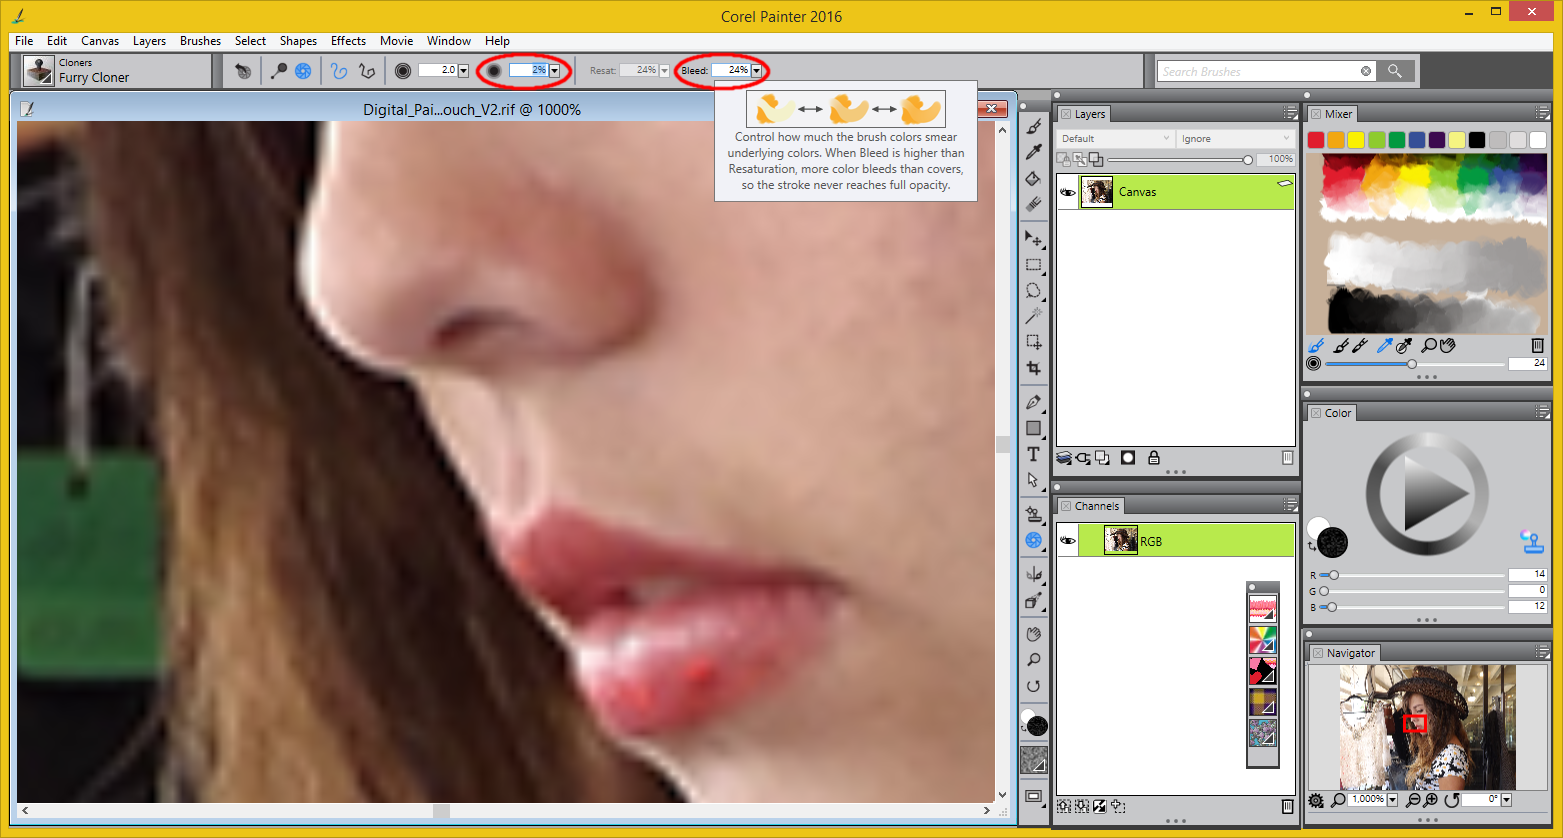 Corel Painter 2016
File Edit Canvas Layers Brushes Select Shapes Effects Movie Window Help
Cloners
Furry Cloner
2.0
2%
Resat: 24%
Bleed: 24%
Search Brushes
Digital_Pai...ouch_V2.rif @ 1000%
Control how much the brush colors smear
underlying colors. When Bleed is higher than
Resaturation, more color bleeds than covers,
so the stroke never reaches full opacity.
T
Layers
Default Ignore
100%
Canvas
Channels
RGB
Mixer
24
Color
R 14
G 0
B 12
Navigator
1,000% 0°